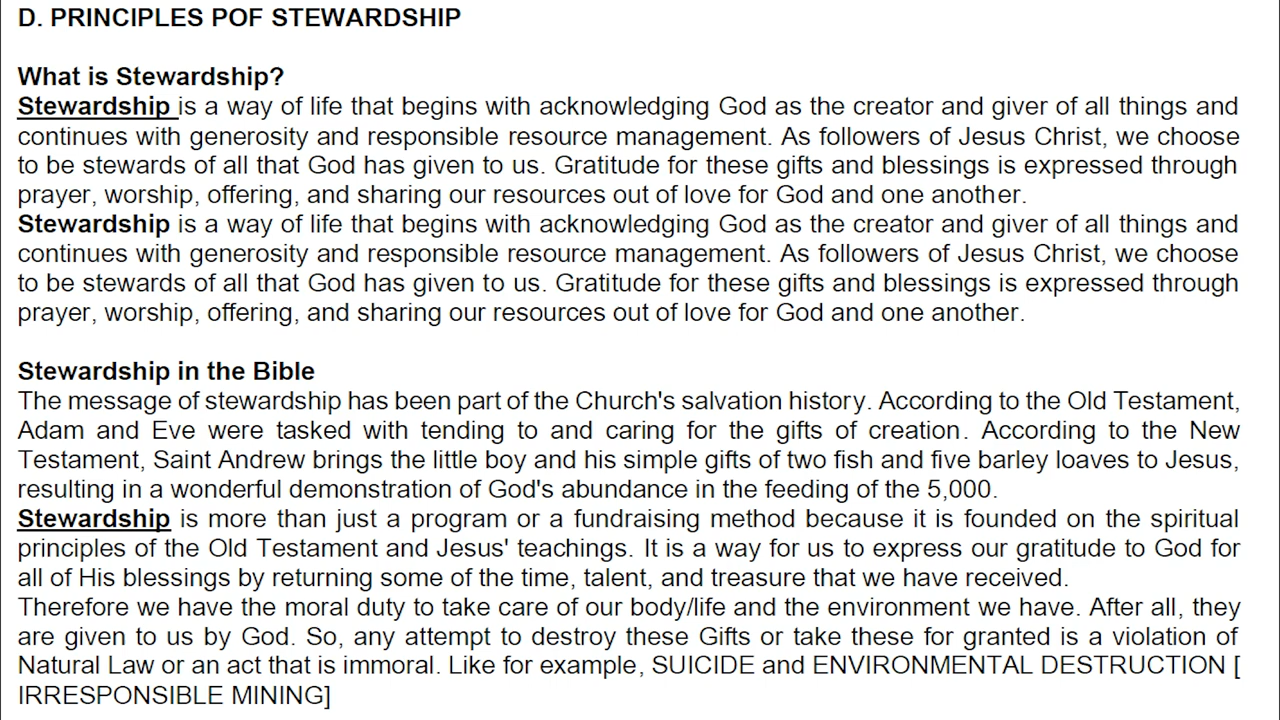 D. PRINCIPLES POF STEWARDSHIP
What is Stewardship?
Stewardship is a way of life that begins with acknowledging God as the creator and giver of all things and
continues with generosity and responsible resource management. As followers of Jesus Christ, we choose
to be stewards of all that God has given to us. Gratitude for these gifts and blessings is expressed through
prayer, worship, offering, and sharing our resources out of love for God and one another.
Stewardship is a way of life that begins with acknowledging God as the creator and giver of all things and
continues with generosity and responsible resource management. As followers of Jesus Christ, we choose
to be stewards of all that God has given to us. Gratitude for these gifts and blessings is expressed through
prayer, worship, offering, and sharing our resources out of love for God and one another.
Stewardship in the Bible
The message of stewardship has been part of the Church's salvation history. According to the Old Testament,
Adam and Eve were tasked with tending to and caring for the gifts of creation. According to the New
Testament, Saint Andrew brings the little boy and his simple gifts of two fish and five barley loaves to Jesus,
resulting in a wonderful demonstration of God's abundance in the feeding of the 5,000.
Stewardship is more than just a program or a fundraising method because it is founded on the spiritual
principles of the Old Testament and Jesus' teachings. It is a way for us to express our gratitude to God for
all of His blessings by returning some of the time, talent, and treasure that we have received.
Therefore we have the moral duty to take care of our body/life and the environment we have. After all, they
are given to us by God. So, any attempt to destroy these Gifts or take these for granted is a violation of
Natural Law or an act that is immoral. Like for example, SUICIDE and ENVIRONMENTAL DESTRUCTION [
IRRESPONSIBLE MINING]